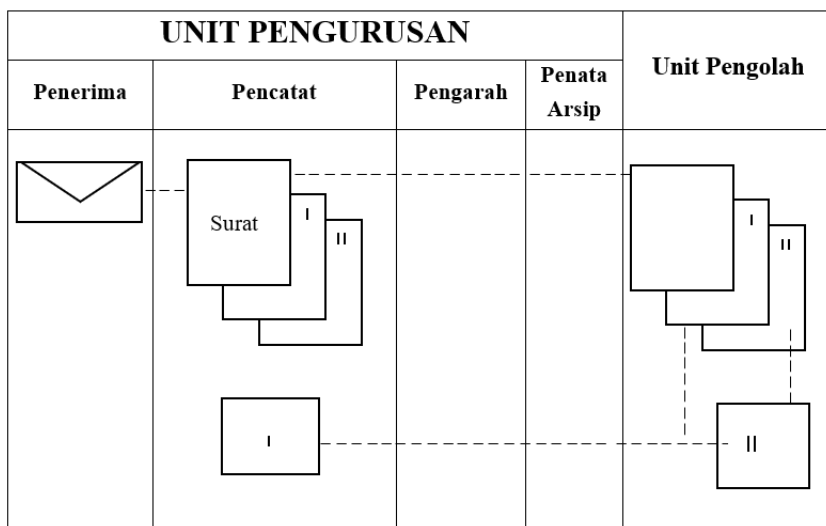 UNIT PENGURUSAN
Unit Pengolah
Penerima
Pencatat
Pengarah
Penata
Arsip
Surat
I
II
I
II
I
II